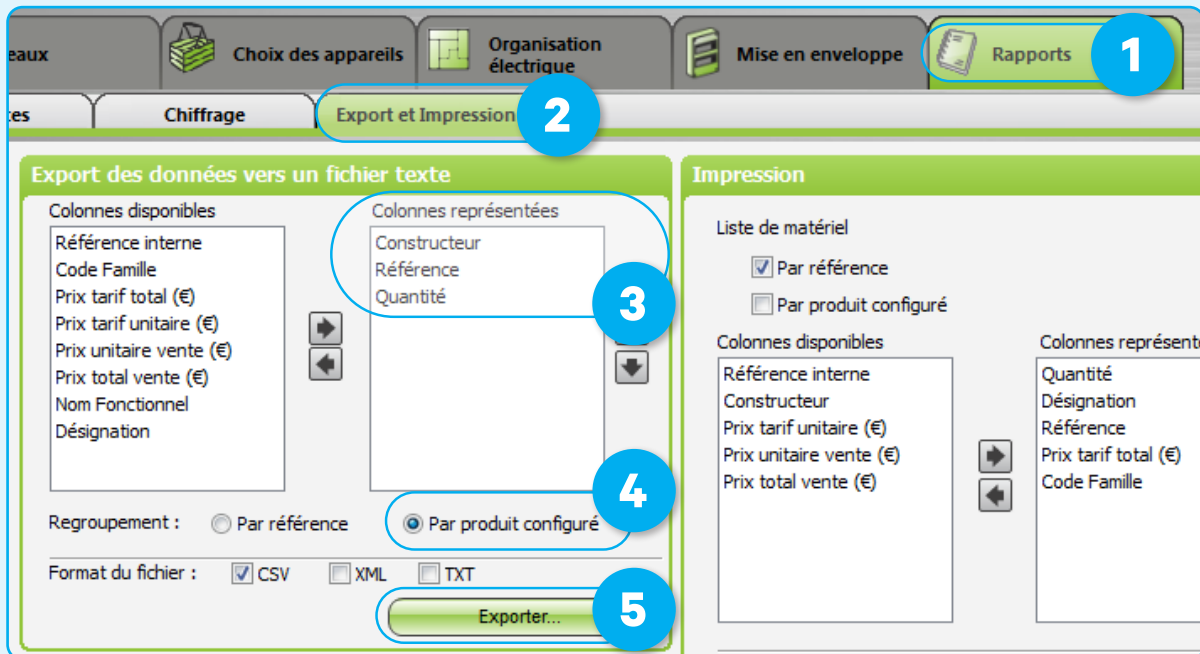 eaux
Choix des appareils
Organisation
électrique
Mise en enveloppe
Rapports
1
Chiffrage
Export et Impression
2
Export des données vers un fichier texte
Colonnes disponibles
Référence interne
Code Famille
Prix tarif total (€)
Prix tarif unitaire (€)
Prix unitaire vente (€)
Prix total vente (€)
Nom Fonctionnel
Désignation
Colonnes représentées
Constructeur
Référence
Quantité
3
Regroupement :
Par référence
Par produit configuré
4
Format du fichier :
CSV
XML
TXT
Exporter...
5
Impression
Liste de matériel
Par référence
Par produit configuré
Colonnes disponibles
Référence interne
Constructeur
Prix tarif unitaire (€)
Prix unitaire vente (€)
Prix total vente (€)
Colonnes représent
Quantité
Désignation
Référence
Prix tarif total (€)
Code Famille